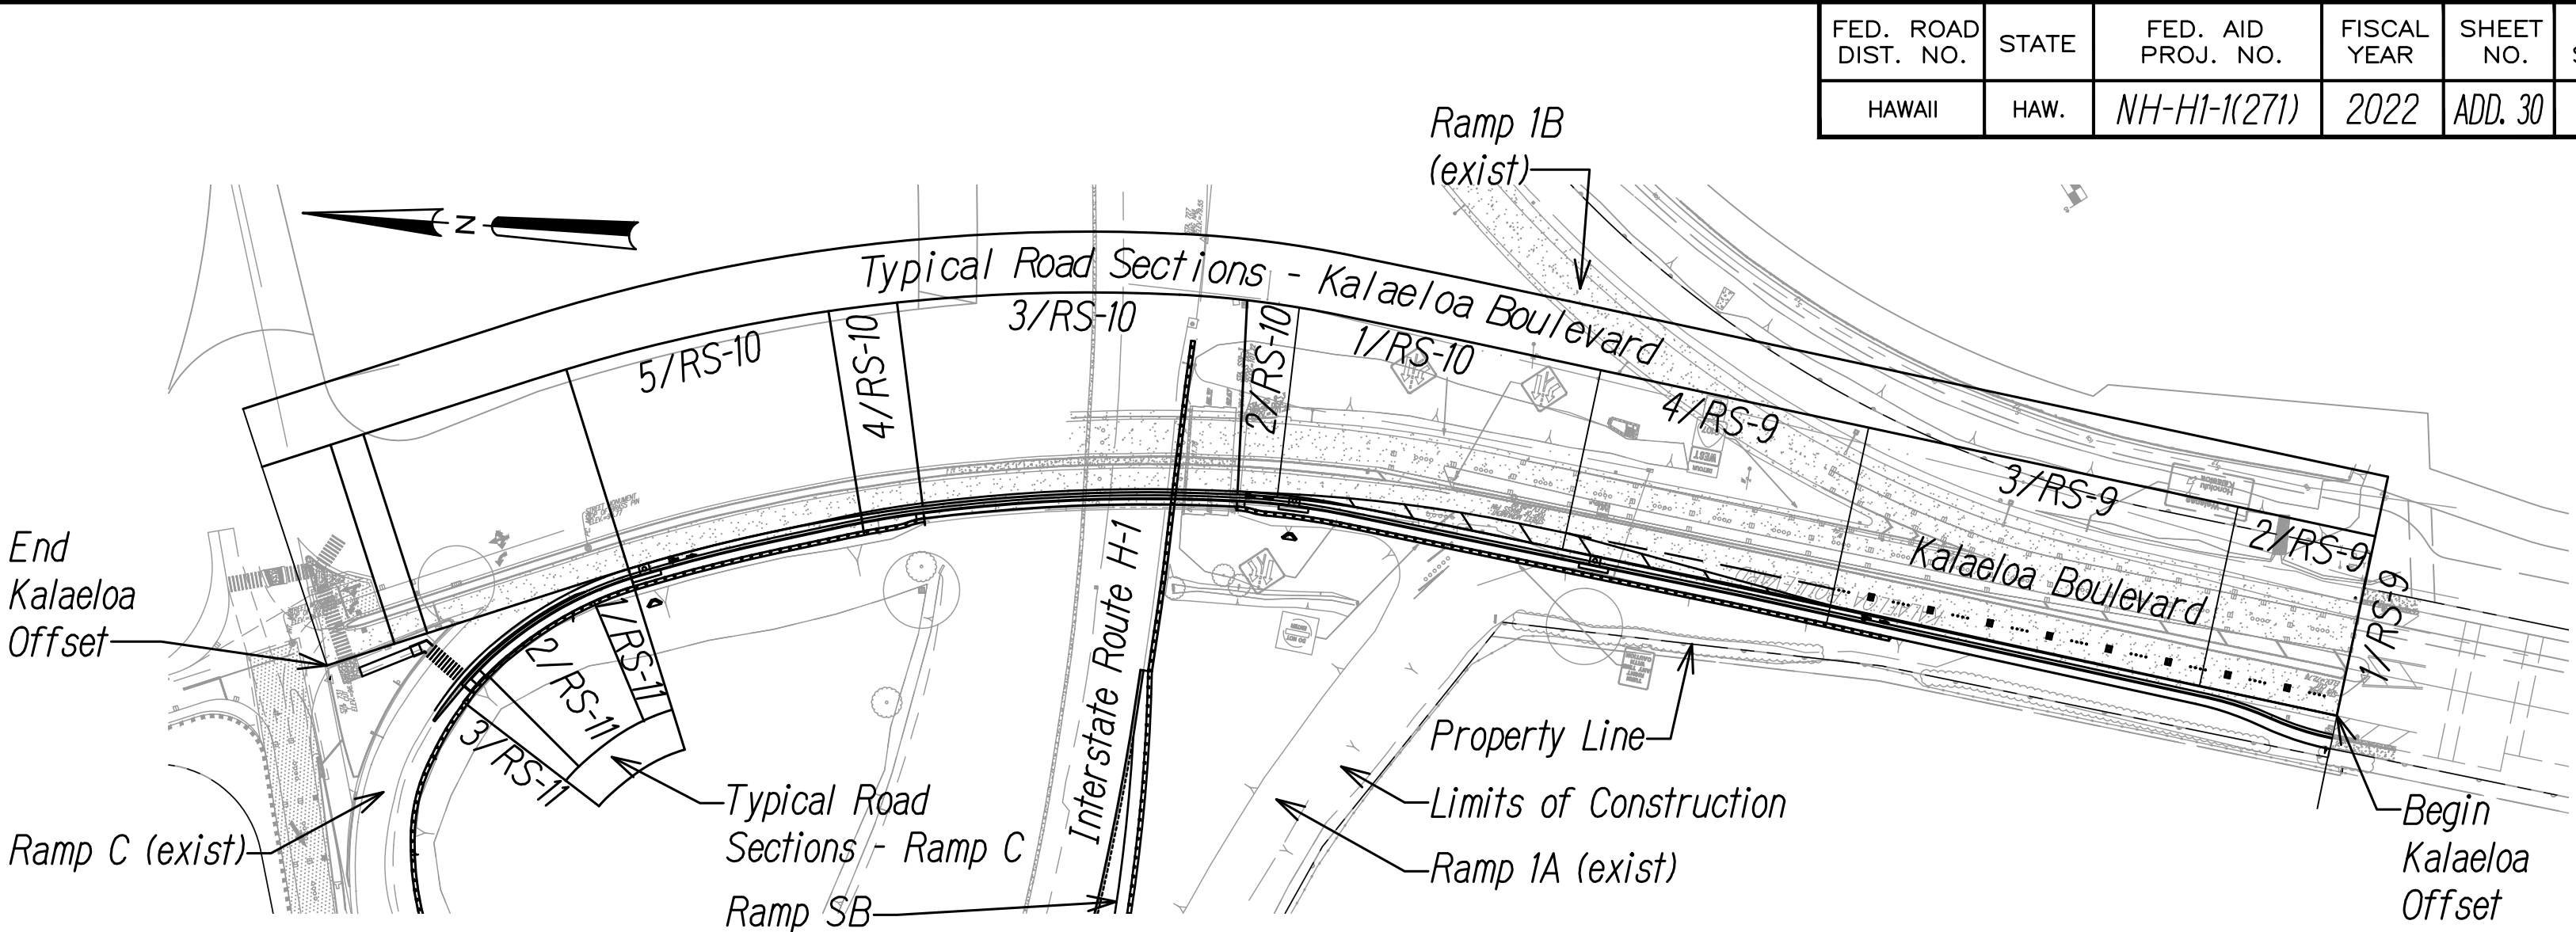 FED. ROAD DIST. NO.
STATE
FED. AID PROJ. NO.
FISCAL YEAR
SHEET NO.
HAWAII
HAW.
NH-H1-1(271)
2022
ADD. 30
Ramp 1B
(exist)
N
Typical Road Sections - Kalaeloa Boulevard
5/RS-10
4/RS-10
3/RS-10
2/RS-10
1/RS-10
4/RS-9
3/RS-9
2/RS-9
1/RS-9
Kalaeloa Boulevard
End
Kalaeloa
Offset
1/RS-11
2/RS-11
3/RS-11
Interstate Route H-1
Property Line
Limits of Construction
Ramp 1A (exist)
Typical Road
Sections - Ramp C
Ramp C (exist)
Ramp SB
Begin
Kalaeloa
Offset